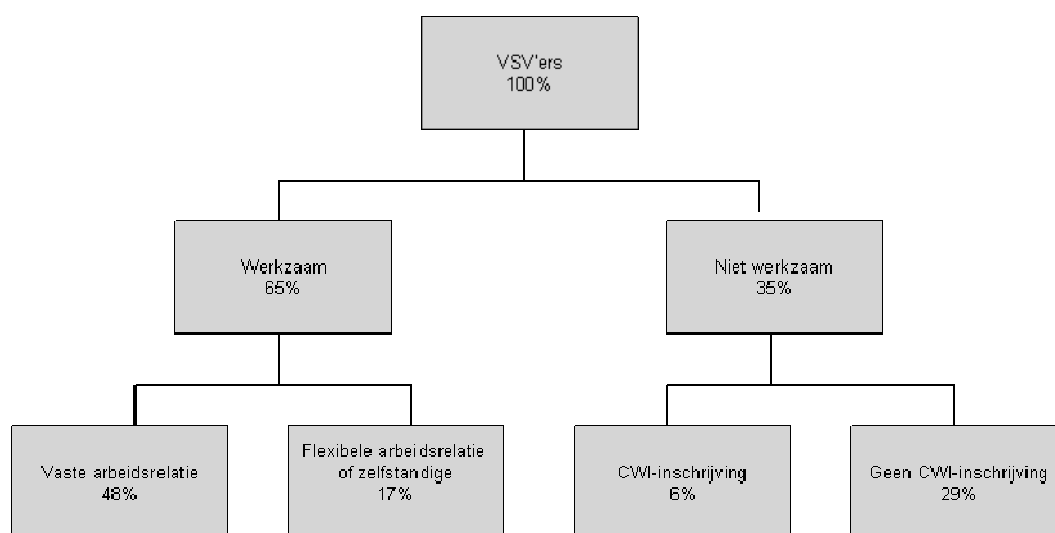 VSV'ers
100%
Werkzaam
65%
Niet werkzaam
35%
Vaste arbeidsrelatie
48%
Flexibele arbeidsrelatie
of zelfstandige
17%
CWI-inschrijving
6%
Geen CWI-inschrijving
29%